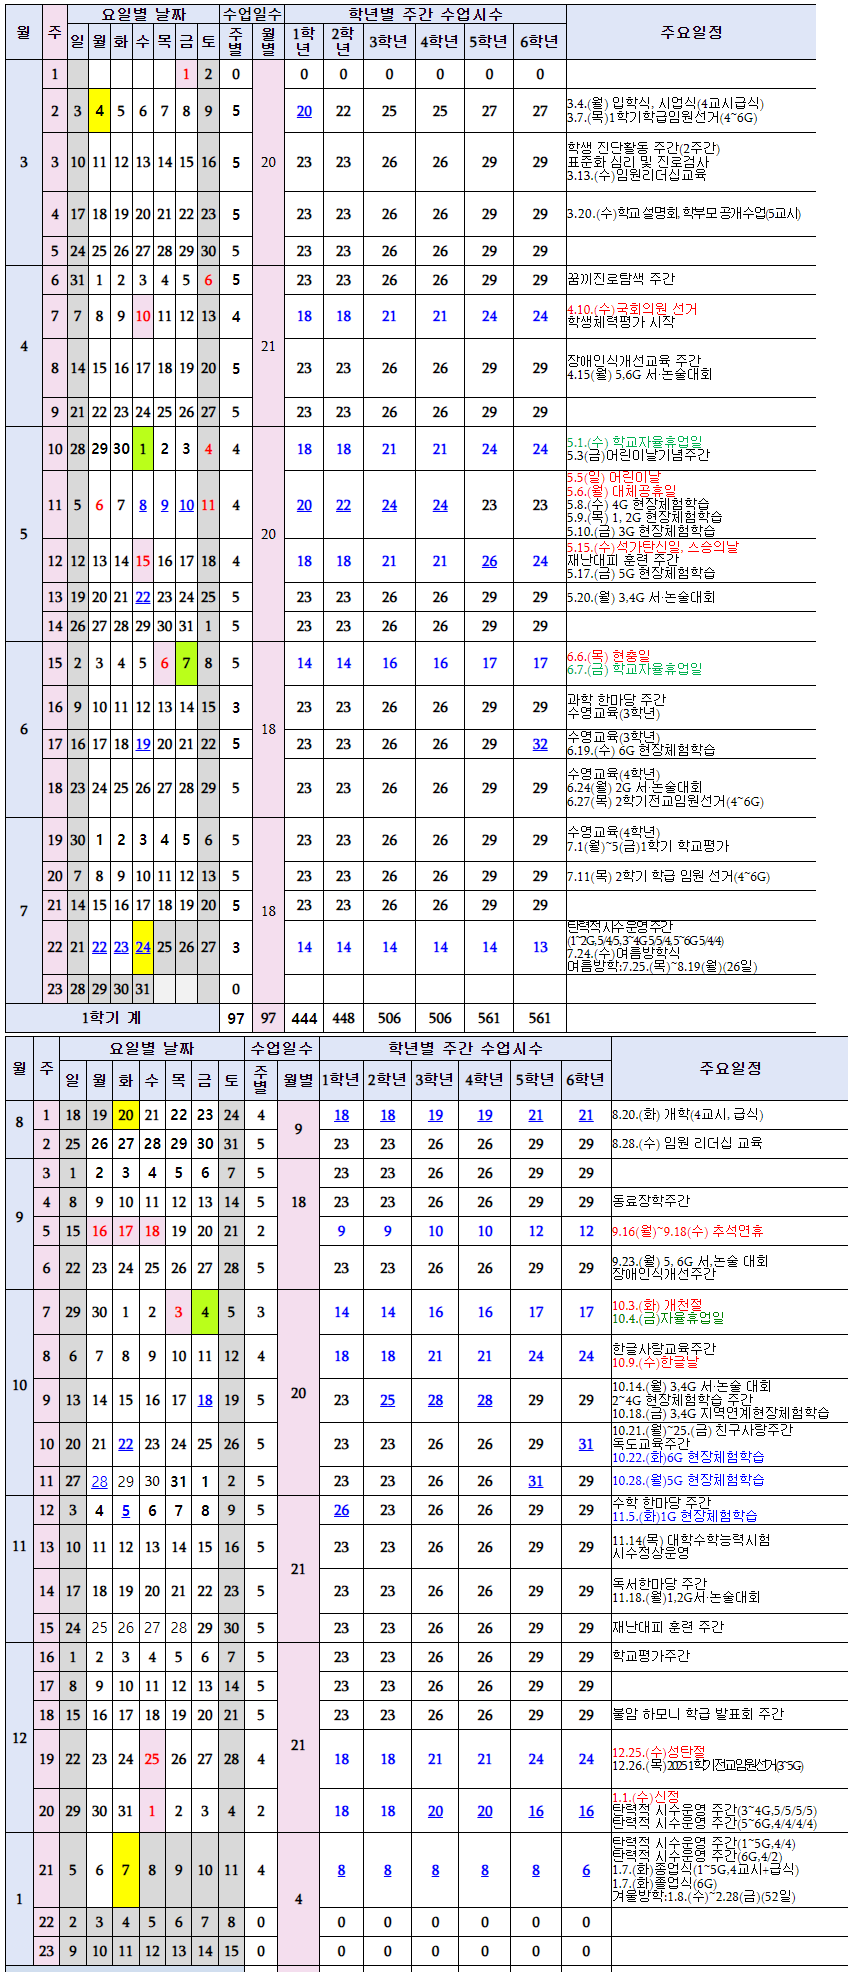 월 주 요일별 날짜 수업일수 학년별 주간 수업시수 주요일정
일 월 화 수 목 금 토 주별 월별 1학년 2학년 3학년 4학년 5학년 6학년
3 1 1 2 0 20 0 0 0 0 0 0
2 3 4 5 6 7 8 9 5 20 22 25 25 27 27 3.4.(월) 입학식, 시업식(4교시급식)
3.7.(목)1학기학급임원선거(4~6G)
3 10 11 12 13 14 15 16 5 23 23 26 26 29 29 학생 진단활동 주간(2주간)
표준화 심리 및 진로검사
3.13.(수)임원리더십교육
4 17 18 19 20 21 22 23 5 23 23 26 26 29 29 3.20.(수)학교설명회, 학부모공개수업(5교시)
5 24 25 26 27 28 29 30 5 23 23 26 26 29 29
4 6 31 1 2 3 4 5 6 5 21 23 23 26 26 29 29 꿈끼진로탐색 주간
7 7 8 9 10 11 12 13 4 18 18 21 21 24 24 4.10.(수)국회의원 선거
학생체력평가 시작
8 14 15 16 17 18 19 20 5 23 23 26 26 29 29 장애인식개선교육 주간
4.15(월) 5,6G 서·논술대회
9 21 22 23 24 25 26 27 5 23 23 26 26 29 29
5 10 28 29 30 1 2 3 4 4 20 18 18 21 21 24 24 5.1.(수) 학교자율휴업일
5.3(금)어린이날기념주간
11 5 6 7 8 9 10 11 4 20 22 24 24 23 23 5.5(일) 어린이날
5.6.(월) 대체공휴일
5.8.(수) 4G 현장체험학습
5.9.(목) 1, 2G 현장체험학습
5.10.(금) 3G 현장체험학습
12 12 13 14 15 16 17 18 4 18 18 21 21 26 24 5.15.(수)석가탄신일, 스승의날
재난대피 훈련 주간
5.17.(금) 5G 현장체험학습
13 19 20 21 22 23 24 25 5 23 23 26 26 29 29 5.20.(월) 3,4G 서·논술대회
14 26 27 28 29 30 31 1 5 23 23 26 26 29 29
6 15 2 3 4 5 6 7 8 5 18 14 14 16 16 17 17 6.6.(목) 현충일
6.7.(금) 학교자율휴업일
16 9 10 11 12 13 14 15 3 23 23 26 26 29 29 과학 한마당 주간
수영교육(3학년)
17 16 17 18 19 20 21 22 5 23 23 26 26 29 32 수영교육(3학년)
6.19.(수) 6G 현장체험학습
18 23 24 25 26 27 28 29 5 23 23 26 26 29 29 수영교육(4학년)
6.24(월) 2G 서·논술대회
6.27(목) 2학기전교임원선거(4~6G)
7 19 30 1 2 3 4 5 6 5 18 23 23 26 26 29 29 수영교육(4학년)
7.1(월)~5(금)1학기 학교평가
20 7 8 9 10 11 12 13 5 23 23 26 26 29 29 7.11(목) 2학기 학급 임원 선거(4~6G)
21 14 15 16 17 18 19 20 5 23 23 26 26 29 29
22 21 22 23 24 25 26 27 3 14 14 14 14 14 13 탄력적시수운영주간
(1~2G,5/4/5,3~4G5/5/4,5~6G5/4/4)
7.24.(수)여름방학식
여름방학:7.25.(목)~8.19(월)(26일)
23 28 29 30 31 0
1학기 계 97 97 444 448 506 506 561 561
월 주 요일별 날짜 수업일수 학년별 주간 수업시수 주요일정
일 월 화 수 목 금 토 주별 월별 1학년 2학년 3학년 4학년 5학년 6학년
8 1 18 19 20 21 22 23 24 4 9 18 18 19 19 21 21 8.20.(화) 개학(4교시, 급식)
2 25 26 27 28 29 30 31 5 23 23 26 26 29 29 8.28.(수) 임원 리더십 교육
9 3 1 2 3 4 5 6 7 5 18 23 23 26 26 29 29
4 8 9 10 11 12 13 14 5 23 23 26 26 29 29 동료장학주간
5 15 16 17 18 19 20 21 2 9 9 10 10 12 12 9.16(월)~9.18(수) 추석연휴
6 22 23 24 25 26 27 28 5 23 23 26 26 29 29 9.23.(월) 5, 6G 서,논술 대회
장애인식개선주간
10 7 29 30 1 2 3 4 5 3 20 14 14 16 16 17 17 10.3.(화) 개천절
10.4.(금)자율휴업일
8 6 7 8 9 10 11 12 4 18 18 21 21 24 24 한글사랑교육주간
10.9.(수)한글날
9 13 14 15 16 17 18 19 5 23 25 28 28 29 29 10.14.(월) 3,4G 서·논술 대회
2~4G 현장체험학습 주간
10.18.(금) 3,4G 지역연계현장체험학습
10 20 21 22 23 24 25 26 5 23 23 26 26 29 31 10.21.(월)~25.(금) 친구사랑주간
독도교육주간
10.22.(화)6G 현장체험학습
11 27 28 29 30 31 1 2 5 23 23 26 26 31 29 10.28.(월)5G 현장체험학습
11 12 3 4 5 6 7 8 9 5 21 26 23 26 26 29 29 수학 한마당 주간
11.5.(화)1G 현장체험학습
13 10 11 12 13 14 15 16 5 23 23 26 26 29 29 11.14(목) 대학수학능력시험
시수정상운영
14 17 18 19 20 21 22 23 5 23 23 26 26 29 29 독서한마당 주간
11.18.(월)1,2G서·논술대회
15 24 25 26 27 28 29 30 5 23 23 26 26 29 29 재난대피 훈련 주간
12 16 1 2 3 4 5 6 7 5 21 23 23 26 26 29 29 학교평가주간
17 8 9 10 11 12 13 14 5 23 23 26 26 29 29
18 15 16 17 18 19 20 21 5 23 23 26 26 29 29 불암 하모니 학급 발표회 주간
19 22 23 24 25 26 27 28 4 18 18 21 21 24 24 12.25.(수)성탄절
12.26.(목)2025 1학기 전교임원선거(3~5G)
20 29 30 31 1 2 3 4 2 18 18 20 20 16 16 1.1.(수)신정
탄력적 시수운영 주간(3~4G,5/5/5/5)
탄력적 시수운영 주간(5~6G,4/4/4/4)
1 21 5 6 7 8 9 10 11 4 4 8 8 8 8 8 6 탄력적 시수운영 주간(1~5G,4/4)
탄력적 시수운영 주간(6G,4/2)
1.7.(화)종업식(1~5G,4교시+급식)
1.7.(화)졸업식(6G)
겨울방학:1.8.(수)~2.28(금)(52일)
22 2 3 4 5 6 7 8 0 0 0 0 0 0 0
23 9 10 11 12 13 14 15 0 0 0 0 0 0 0